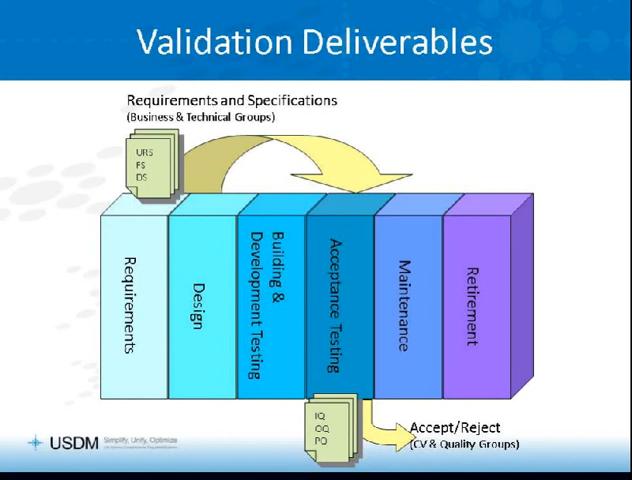 Validation Deliverables
Requirements and Specifications
(Business & Technical Groups)
URS
FS
DS
Requirements
Design
Building &
Development Testing
Acceptance Testing
Maintenance
Retirement
IQ
OQ
PQ
Accept/Reject
(CV & Quality Groups)
USDM
Simplify, Unify, Optimize